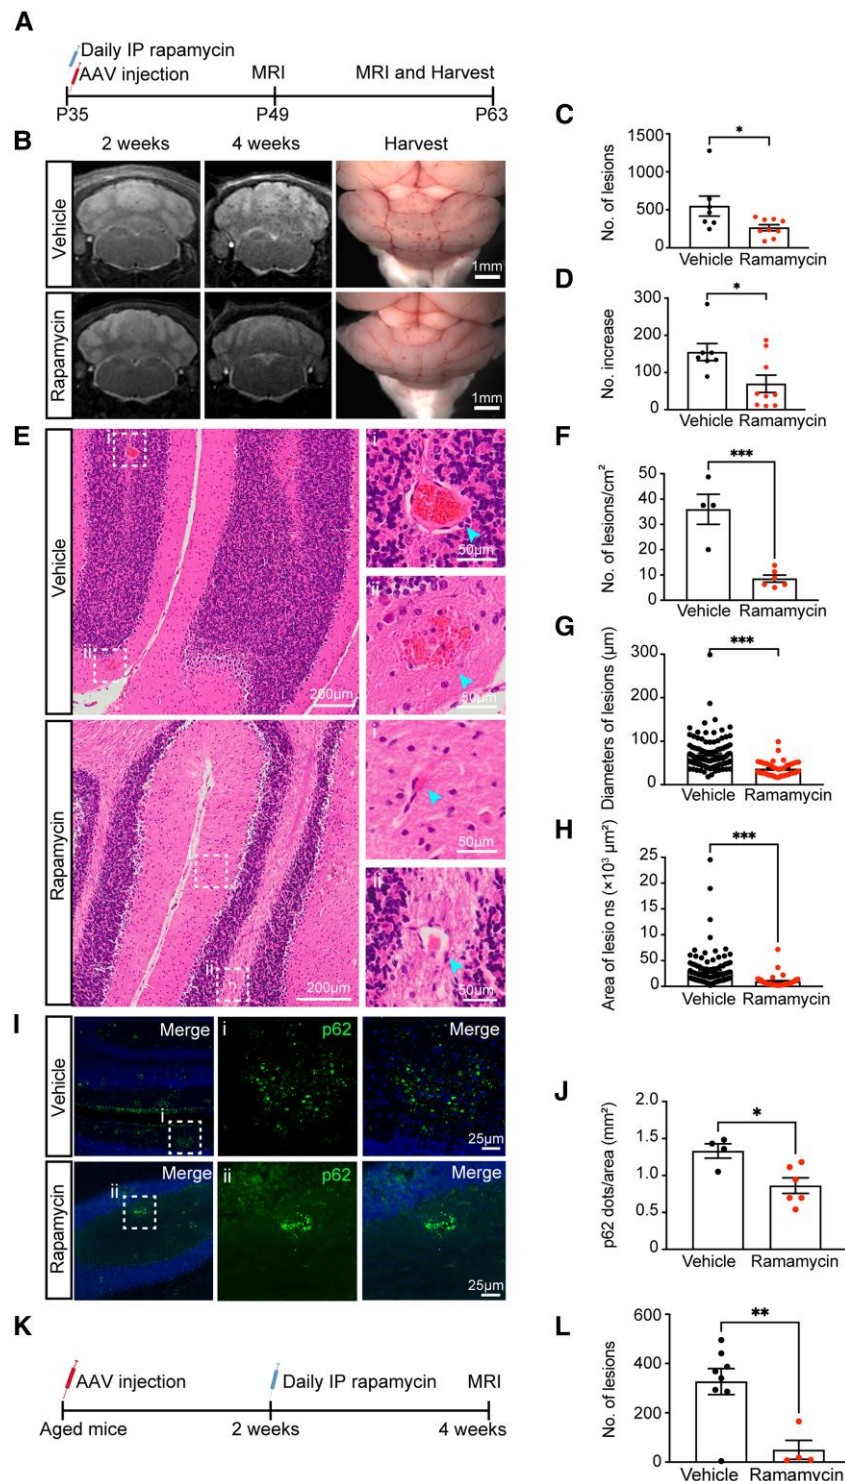 A
Daily IP rapamycin
AAV injection
MRI
MRI and Harvest
P35
P49
P63
B
2 weeks
4 weeks
Harvest
Vehicle
1mm
Rapamycin
1mm
C
No. of lesions
1500
1000
500
0
*
Vehicle
Ramamycin
D
No. increase
300
200
100
0
*
Vehicle
Ramamycin
E
Vehicle
i
ii
200µm
i
50µm
ii
50µm
Rapamycin
ii
200µm
i
50µm
ii
50µm
F
No. of lesions/cm²
50
40
30
20
10
0
***
Vehicle
Ramamycin
G
Diameters of lesions (µm)
300
200
100
0
***
Vehicle
Ramamycin
H
Area of lesio ns (×10³ µm²)
25
20
15
10
50
0
***
Vehicle
Ramamycin
I
Vehicle
Merge
i
i
p62
Merge
25µm
Rapamycin
Merge
ii
ii
p62
Merge
25µm
J
p62 dots/area (mm²)
2.0
1.5
1.0
0.5
0
*
Vehicle
Ramamycin
K
AAV injection
Daily IP rapamycin
MRI
Aged mice
2 weeks
4 weeks
L
No. of lesions
600
400
200
0
**
Vehicle
Ramamycin